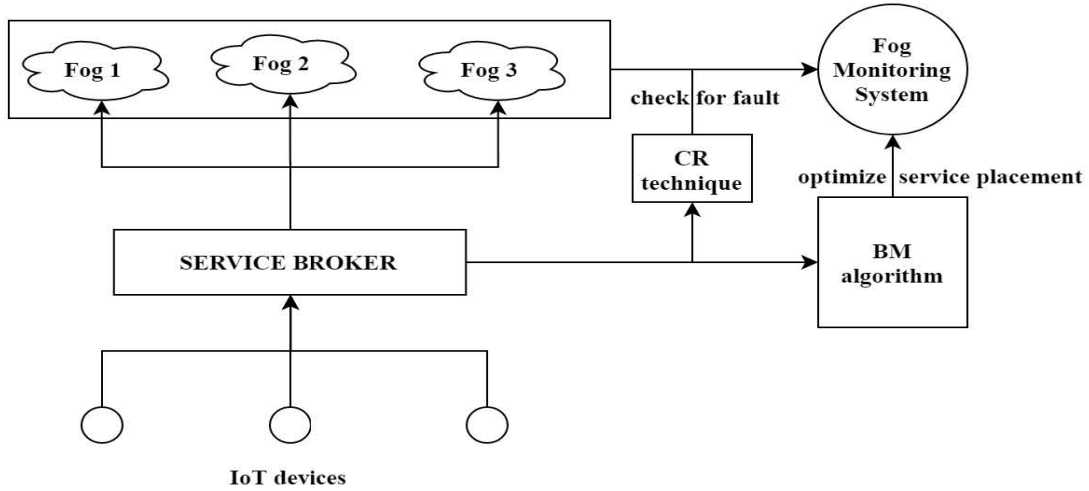 Fog 1
Fog 2
Fog 3
Fog
Monitoring
System
check for fault
CR
technique
optimize service placement
SERVICE BROKER
BM
algorithm
IoT devices